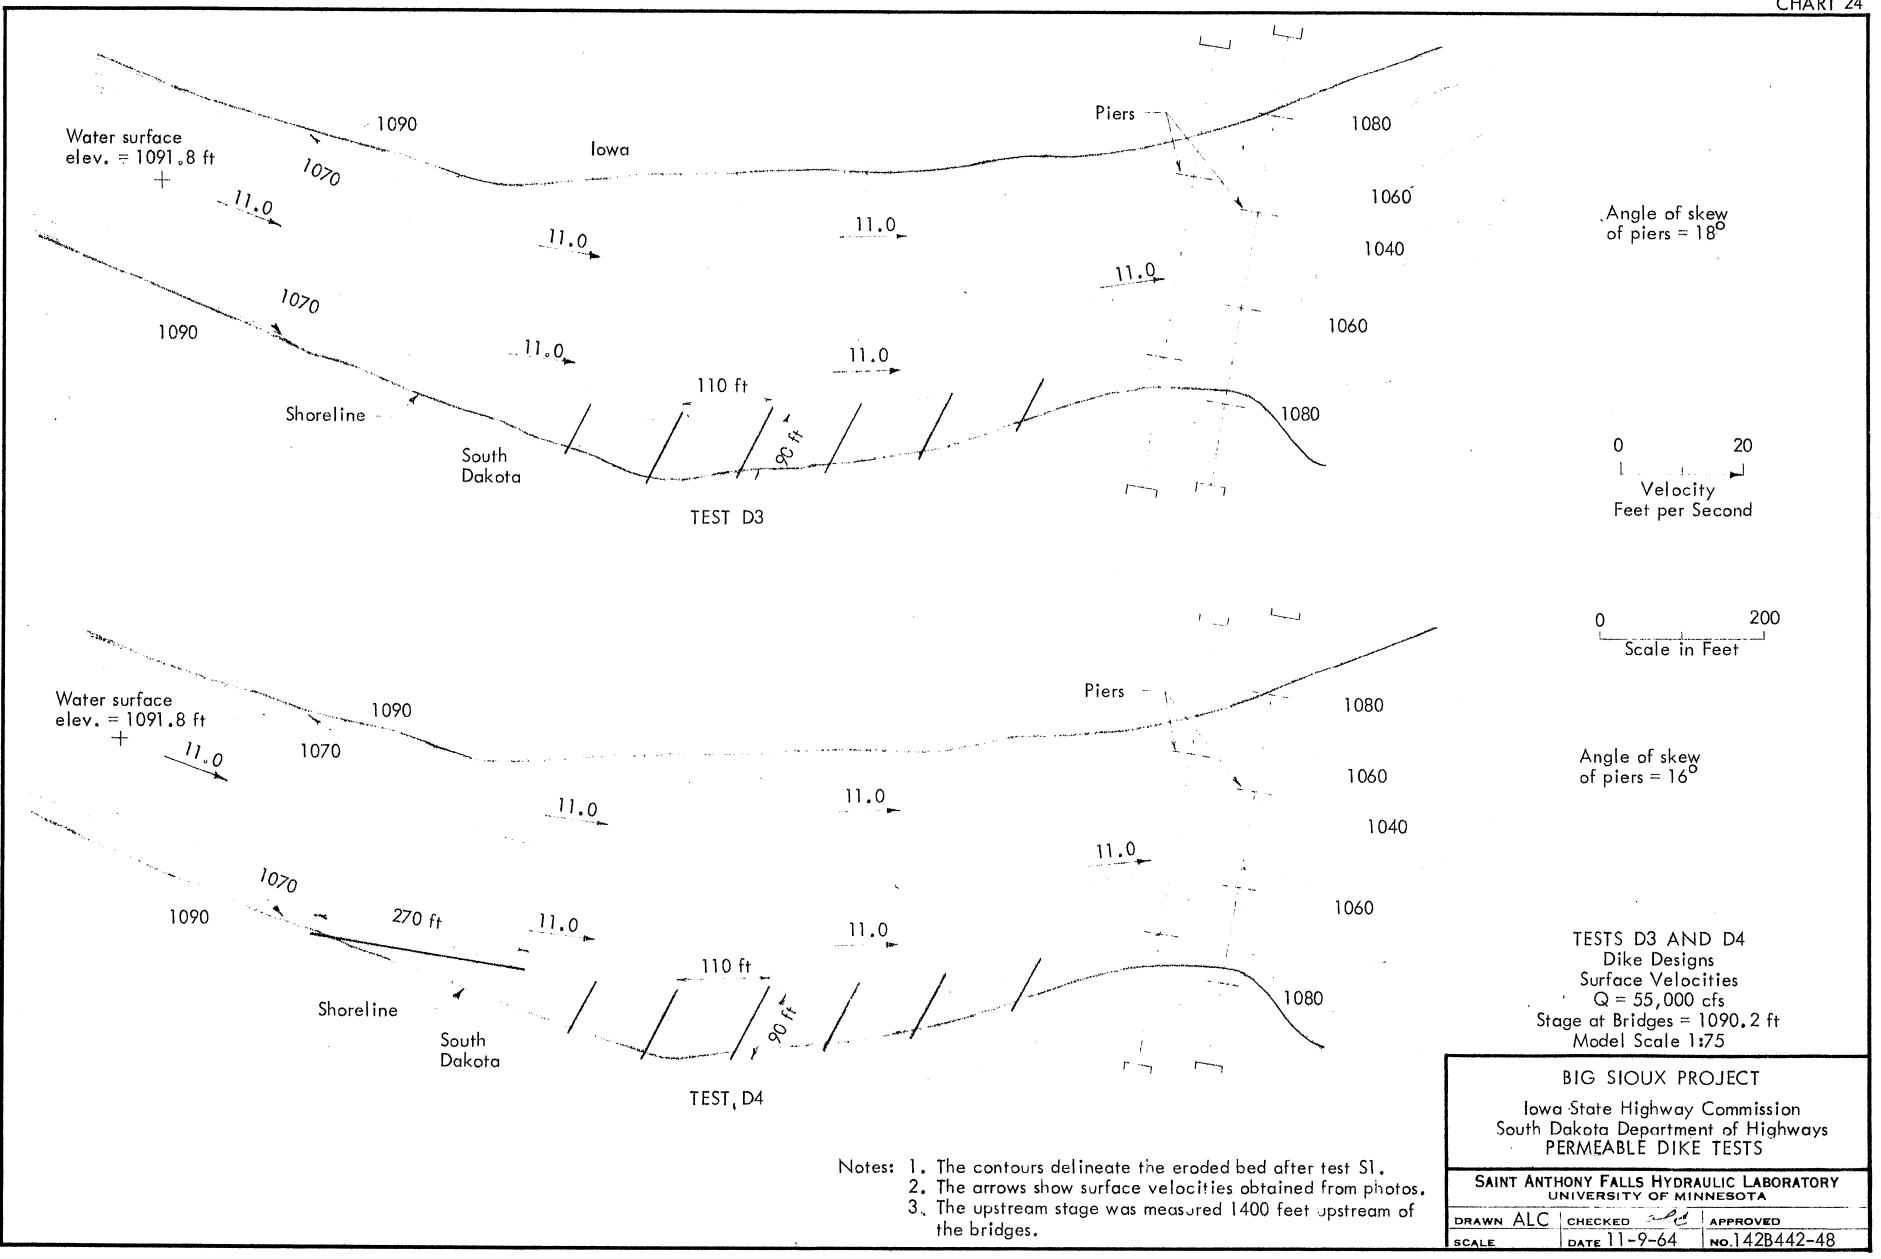 CHART 24
Water surface
elev. = 1091.8 ft
1090
1070
Iowa
Piers
1080
1060
1040
1060
1080
Angle of skew
of piers = 18°
11.0
11.0
11.0
11.0
11.0
11.0
1070
1090
Shoreline
South
Dakota
110 ft
90 ft
TEST D3
0 20
Velocity
Feet per Second
0 200
Scale in Feet
Water surface
elev. = 1091.8 ft
1090
1070
Piers
1080
1060
1040
1060
1080
Angle of skew
of piers = 16°
11.0
11.0
11.0
11.0
11.0
11.0
1070
1090
270 ft
Shoreline
South
Dakota
110 ft
90 ft
TEST D4
TESTS D3 AND D4
Dike Designs
Surface Velocities
Q = 55,000 cfs
Stage at Bridges = 1090.2 ft
Model Scale 1:75
Notes: 1. The contours delineate the eroded bed after test S1.
2. The arrows show surface velocities obtained from photos.
3. The upstream stage was measured 1400 feet upstream of
the bridges.
BIG SIOUX PROJECT
Iowa State Highway Commission
South Dakota Department of Highways
PERMEABLE DIKE TESTS
SAINT ANTHONY FALLS HYDRAULIC LABORATORY
UNIVERSITY OF MINNESOTA
DRAWN ALC CHECKED APPROVED
SCALE DATE 11-9-64 NO. 142B442-48